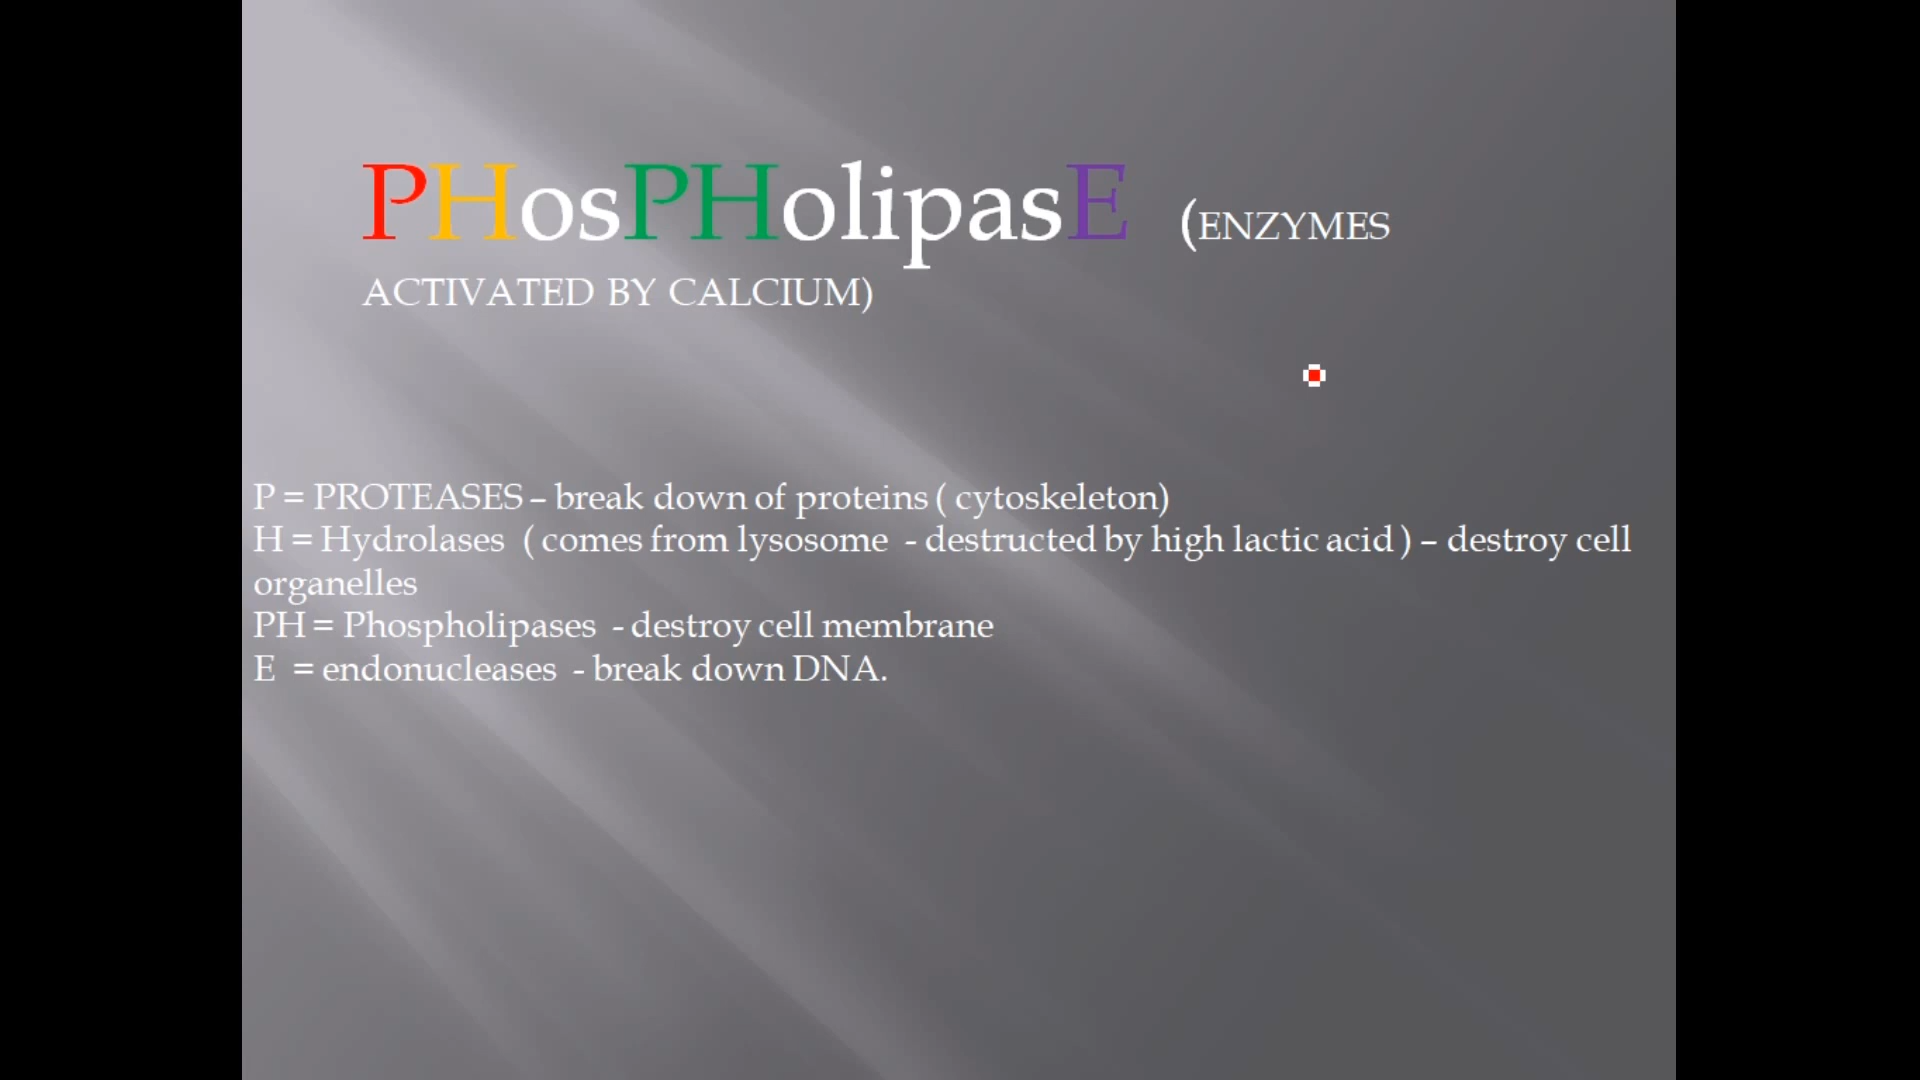 PHosPHolipasE (ENZYMES
ACTIVATED BY CALCIUM)
P = PROTEASES – break down of proteins ( cytoskeleton)
H = Hydrolases ( comes from lysosome - destructed by high lactic acid ) – destroy cell
organelles
PH = Phospholipases - destroy cell membrane
E = endonucleases - break down DNA.